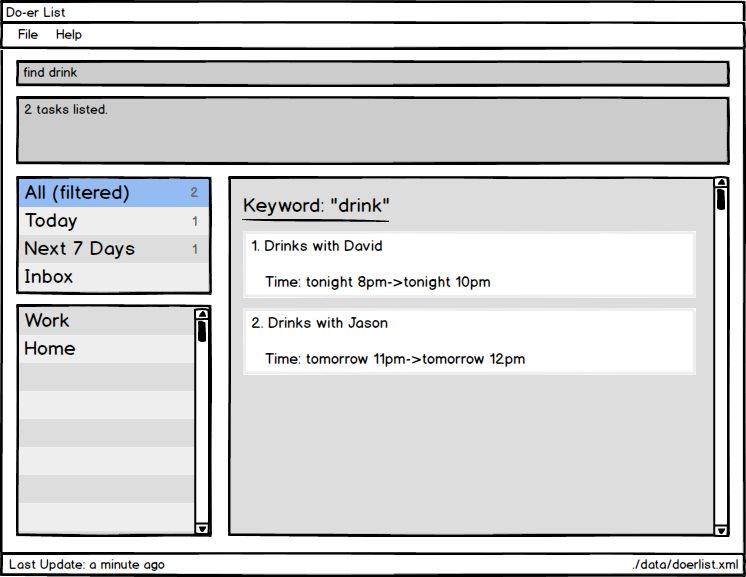 Do-er List
File Help
find drink
2 tasks listed.
All (filtered) 2
Today 1
Next 7 Days 1
Inbox
Work
Home
Keyword: "drink"
1. Drinks with David
Time: tonight 8pm->tonight 10pm
2. Drinks with Jason
Time: tomorrow 11pm->tomorrow 12pm
Last Update: a minute ago
./data/doerlist.xml